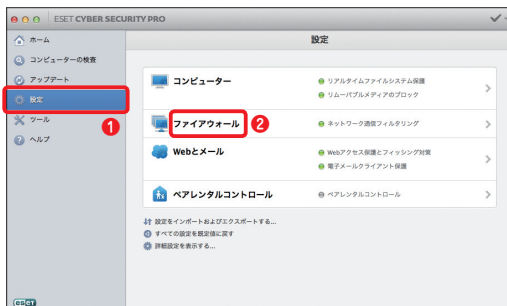 ESET CYBER SECURITY PRO
ホーム
コンピューターの検査
アップデート
設定
ツール
ヘルプ
1
設定
コンピューター
リアルタイムファイルシステム保護
リムーバブルメディアのブロック
ファイアウォール
2
ネットワーク通信フィルタリング
Webとメール
Webアクセス保護とフィッシング対策
電子メールクライアント保護
ペアレンタルコントロール
ペアレンタルコントロール
設定をインポートおよびエクスポートする...
すべての設定を既定値に戻す
詳細設定を表示する...
eset